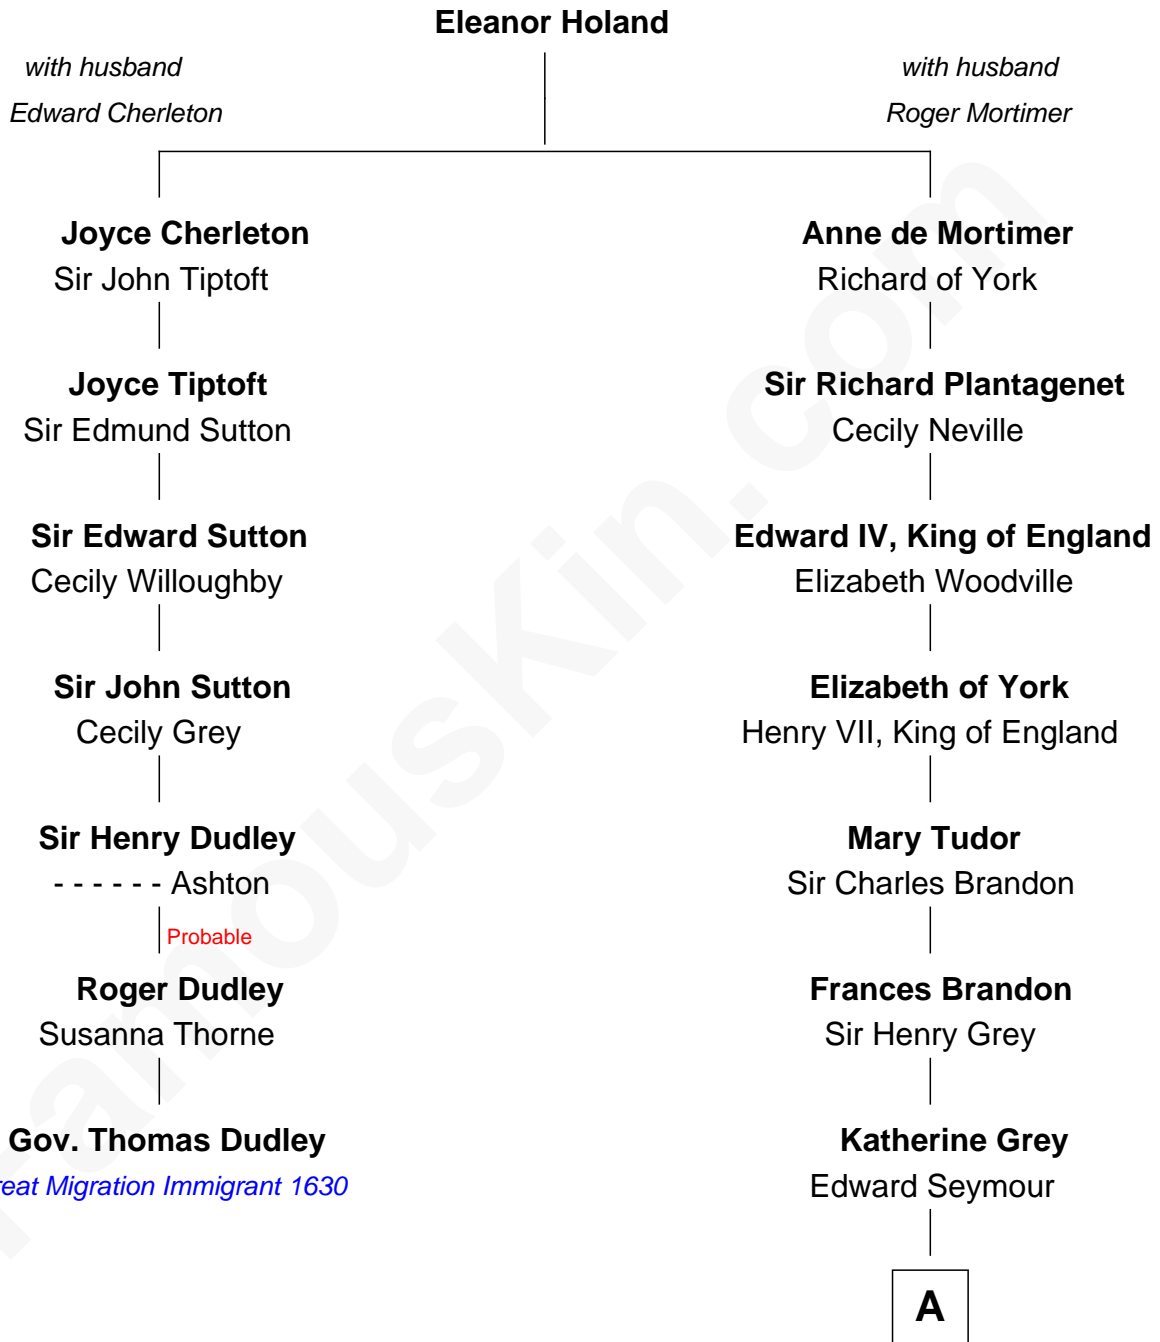 Eleanor Holand
with husband
Edward Cherleton
with husband
Roger Mortimer
Joyce Cherleton
Sir John Tiptoft
Anne de Mortimer
Richard of York
Joyce Tiptoft
Sir Edmund Sutton
Sir Richard Plantagenet
Cecily Neville
Sir Edward Sutton
Cecily Willoughby
Edward IV, King of England
Elizabeth Woodville
Sir John Sutton
Cecily Grey
Elizabeth of York
Henry VII, King of England
Sir Henry Dudley
- - - - - - Ashton
Mary Tudor
Sir Charles Brandon
Probable
Roger Dudley
Susanna Thorne
Frances Brandon
Sir Henry Grey
Gov. Thomas Dudley
reat Migration Immigrant 1630
Katherine Grey
Edward Seymour
A
FamousKin.com